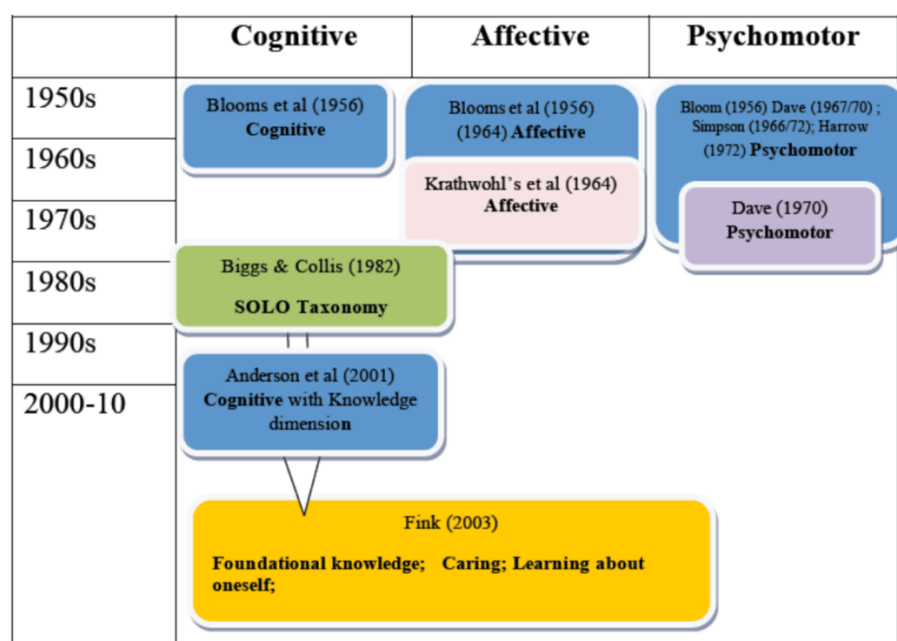 Cognitive Affective Psychomotor
1950s
1960s
1970s
1980s
1990s
2000-10
Blooms et al (1956)
Cognitive
Blooms et al (1956)
(1964) Affective
Krathwohl's et al (1964)
Affective
Bloom (1956) Dave (1967/70) ;
Simpson (1966/72); Harrow
(1972) Psychomotor
Dave (1970)
Psychomotor
Biggs & Collis (1982)
SOLO Taxonomy
Anderson et al (2001)
Cognitive with Knowledge
dimension
Fink (2003)
Foundational knowledge; Caring; Learning about
oneself;